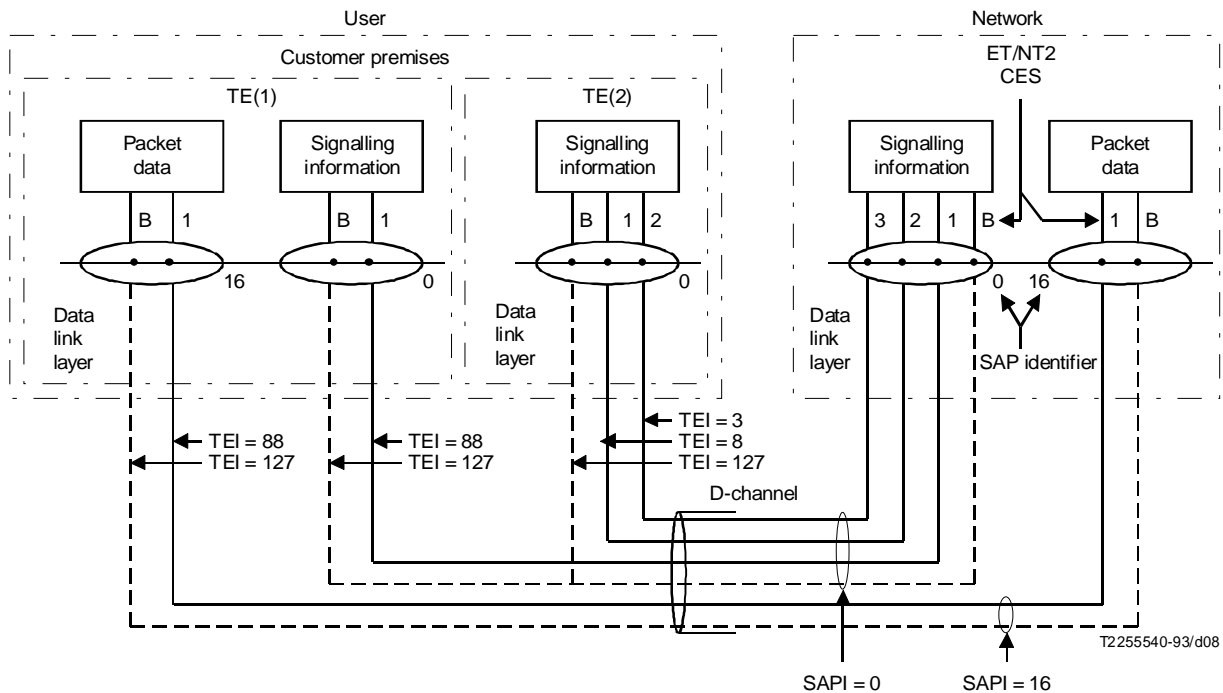 User
Network
Customer premises
ET/NT2
CES
TE(1)
TE(2)
Packet
data
Signalling
information
Signalling
information
Signalling
information
Packet
data
B 1
B 1
B 1 2
3 2 1 B
1 B
16
0
0
0 16
Data
link
layer
Data
link
layer
Data
link
layer
SAP identifier
TEI = 88
TEI = 127
TEI = 88
TEI = 127
TEI = 3
TEI = 8
TEI = 127
D-channel
T2255540-93/d08
SAPI = 0
SAPI = 16